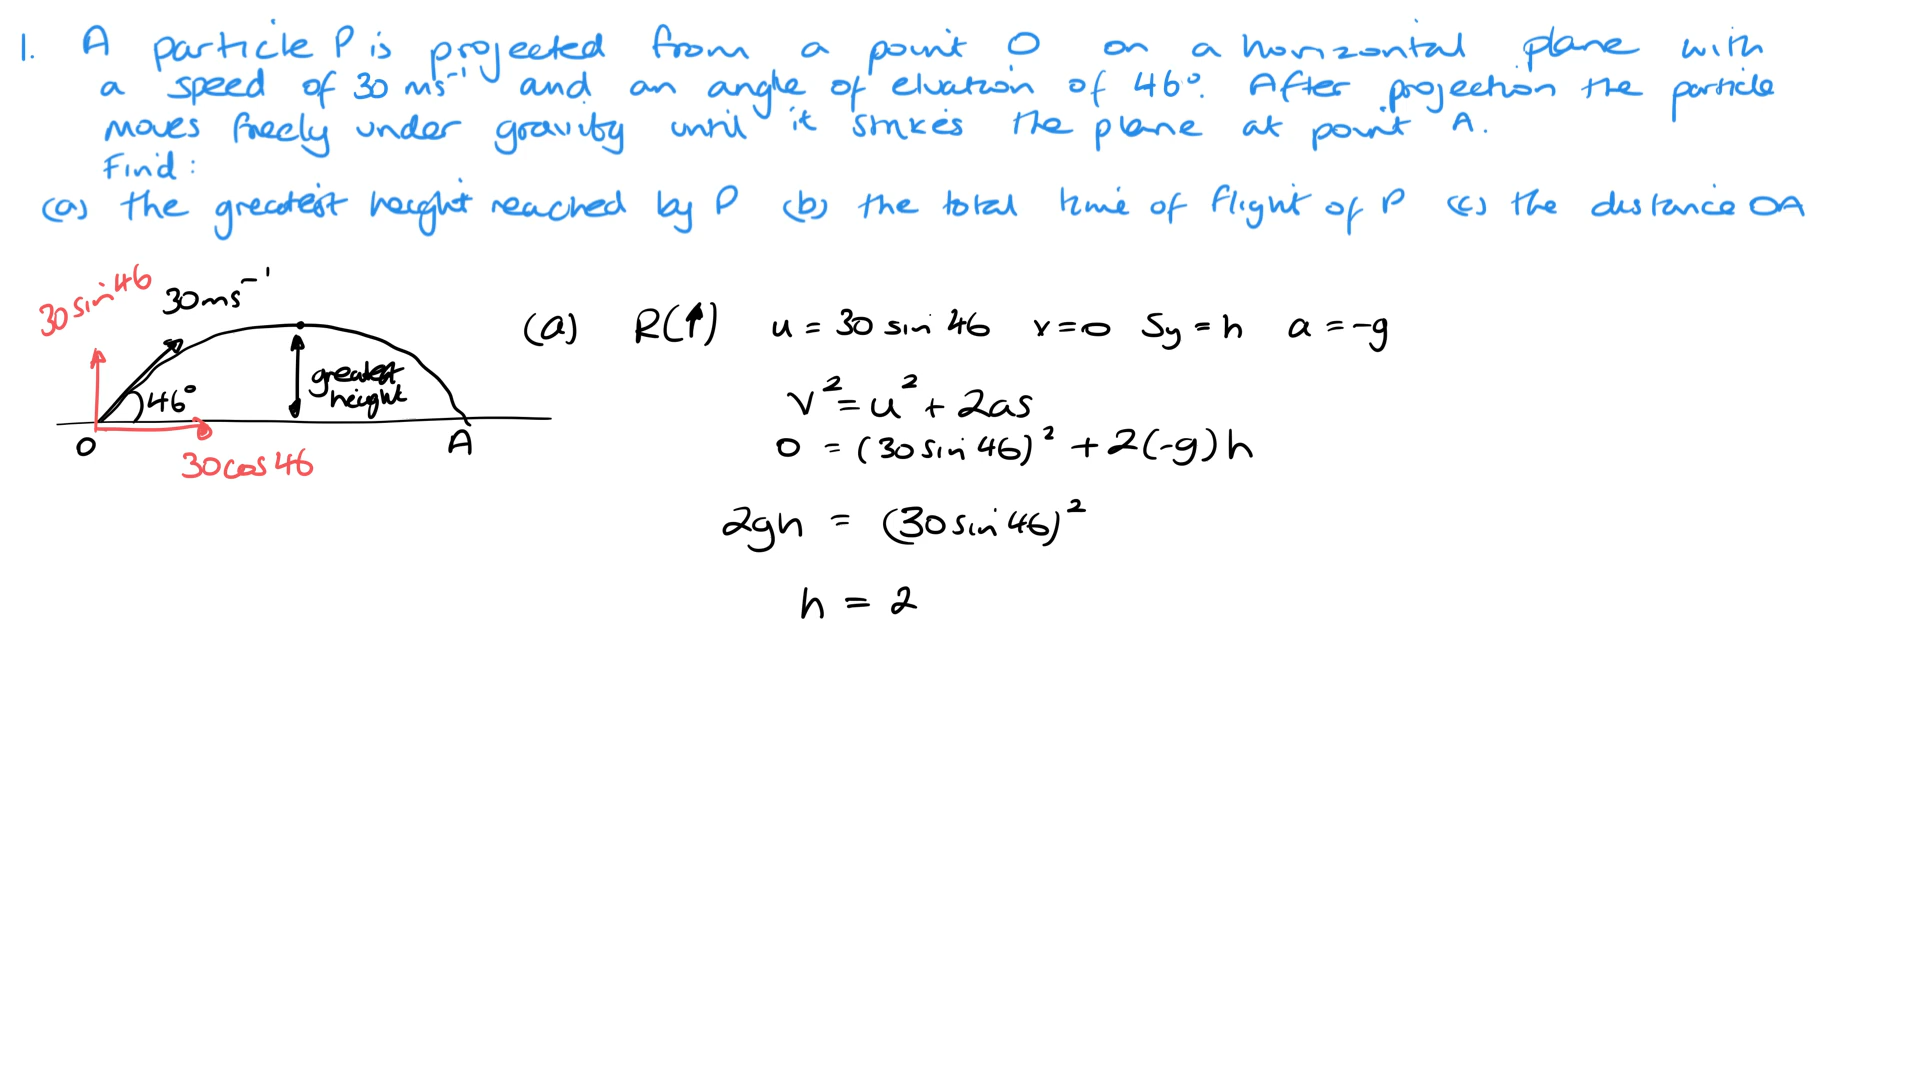 1. A particle P is projected from a point O on a horizontal plane with
a speed of 30 ms⁻¹ and an angle of elvation of 46°. After projection the particle
moves freely under gravity until it strikes the plane at point A.
Find:
(a) the greatest height reached by P (b) the total time of flight of P (c) the distance OA
30 sin 46
30 ms⁻¹
46°
greatest
height
O
A
30 cos 46
(a) R(↑) u = 30 sin 46 v = 0 Sy = h a = -g
v² = u² + 2as
0 = (30 sin 46)² + 2(-g)h
2gh = (30 sin 46)²
h = 2